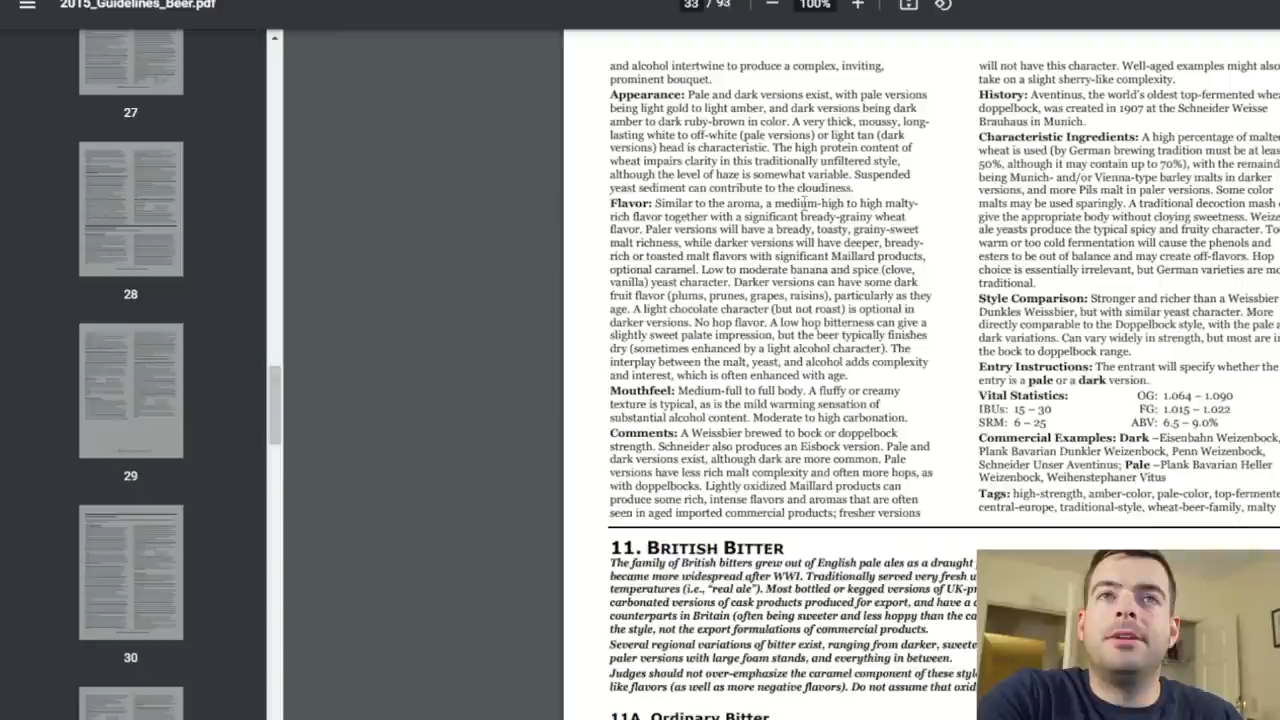 2015_Guidelines_Beer.pdf
33 / 93
100%
27
28
29
30
and alcohol intertwine to produce a complex, inviting,
prominent bouquet.
Appearance: Pale and dark versions exist, with pale versions
being light gold to light amber, and dark versions being dark
amber to dark ruby-brown in color. A very thick, moussy, long-
lasting white to off-white (pale versions) or light tan (dark
versions) head is characteristic. The high protein content of
wheat impairs clarity in this traditionally unfiltered style,
although the level of haze is somewhat variable. Suspended
yeast sediment can contribute to the cloudiness.
Flavor: Similar to the aroma, a medium-high to high malty-
rich flavor together with a significant bready-grainy wheat
flavor. Paler versions will have a bready, toasty, grainy-sweet
malt richness, while darker versions will have deeper, bready-
rich or toasted malt flavors with significant Maillard products,
optional caramel. Low to moderate banana and spice (clove,
vanilla) yeast character. Darker versions can have some dark
fruit flavor (plums, prunes, grapes, raisins), particularly as they
age. A light chocolate character (but not roast) is optional in
darker versions. No hop flavor. A low hop bitterness can give a
slightly sweet palate impression, but the beer typically finishes
dry (sometimes enhanced by a light alcohol character). The
interplay between the malt, yeast, and alcohol adds complexity
and interest, which is often enhanced with age.
Mouthfeel: Medium-full to full body. A fluffy or creamy
texture is typical, as is the mild warming sensation of
substantial alcohol content. Moderate to high carbonation.
Comments: A Weissbier brewed to bock or doppelbock
strength. Schneider also produces an Eisbock version. Pale and
dark versions exist, although dark are more common. Pale
versions have less rich malt complexity and often more hops, as
with doppelbocks. Lightly oxidized Maillard products can
produce some rich, intense flavors and aromas that are often
seen in aged imported commercial products; fresher versions
will not have this character. Well-aged examples might also
take on a slight sherry-like complexity.
History: Aventinus, the world's oldest top-fermented whea
doppelbock, was created in 1907 at the Schneider Weisse
Brauhaus in Munich.
Characteristic Ingredients: A high percentage of malte
wheat is used (by German brewing tradition must be at leas
50%, although it may contain up to 70%), with the remaind
being Munich- and/or Vienna-type barley malts in darker
versions, and more Pils malt in paler versions. Some color
malts may be used sparingly. A traditional decoction mash
give the appropriate body without cloying sweetness. Weize
ale yeasts produce the typical spicy and fruity character. To
warm or too cold fermentation will cause the phenols and
esters to be out of balance and may create off-flavors. Hop
choice is essentially irrelevant, but German varieties are mo
traditional.
Style Comparison: Stronger and richer than a Weissbier
Dunkles Weissbier, but with similar yeast character. More
directly comparable to the Doppelbock style, with the pale a
dark variations. Can vary widely in strength, but most are in
the bock to doppelbock range.
Entry Instructions: The entrant will specify whether the
entry is a pale or a dark version.
Vital Statistics: OG: 1.064 – 1.090
IBUs: 15 – 30 FG: 1.015 – 1.022
SRM: 6 – 25 ABV: 6.5 – 9.0%
Commercial Examples: Dark –Eisenbahn Weizenbock,
Plank Bavarian Dunkler Weizenbock, Penn Weizenbock,
Schneider Unser Aventinus; Pale –Plank Bavarian Heller
Weizenbock, Weihenstephaner Vitus
Tags: high-strength, amber-color, pale-color, top-fermente
central-europe, traditional-style, wheat-beer-family, malty
11. BRITISH BITTER
The family of British bitters grew out of English pale ales as a draught
became more widespread after WWI. Traditionally served very fresh u
temperatures (i.e., “real ale”). Most bottled or kegged versions of UK-pr
carbonated versions of cask products produced for export, and have a
counterparts in Britain (often being sweeter and less hoppy than the ca
the style, not the export formulations of commercial products.
Several regional variations of bitter exist, ranging from darker, sweete
paler versions with large foam stands, and everything in between.
Judges should not over-emphasize the caramel component of these styl
like flavors (as well as more negative flavors). Do not assume that oxid
11A. Ordinary Bitter